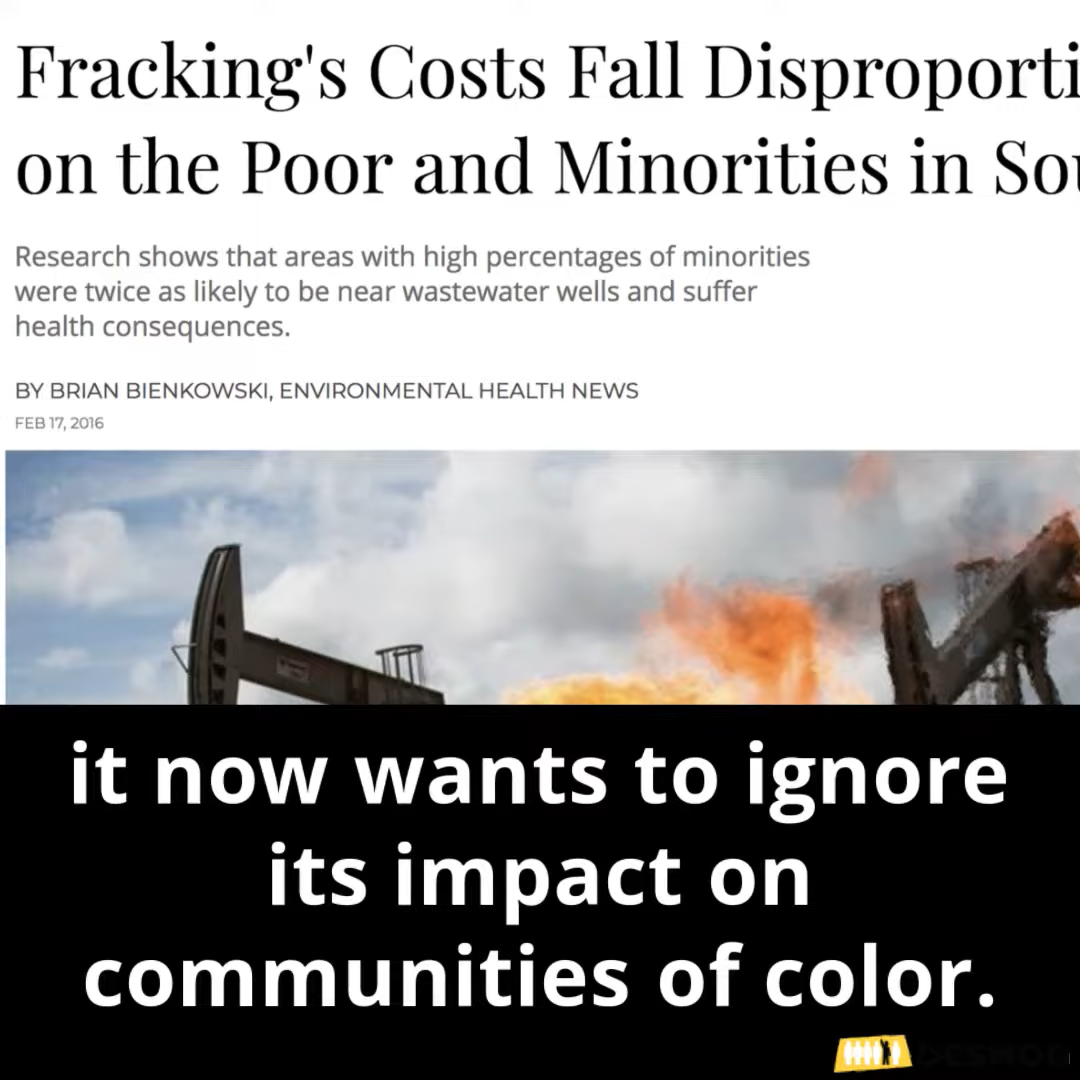 Fracking's Costs Fall Disproporti
on the Poor and Minorities in Sou
Research shows that areas with high percentages of minorities
were twice as likely to be near wastewater wells and suffer
health consequences.
BY BRIAN BIENKOWSKI, ENVIRONMENTAL HEALTH NEWS
FEB 17, 2016
it now wants to ignore
its impact on
communities of color.
DESMOG